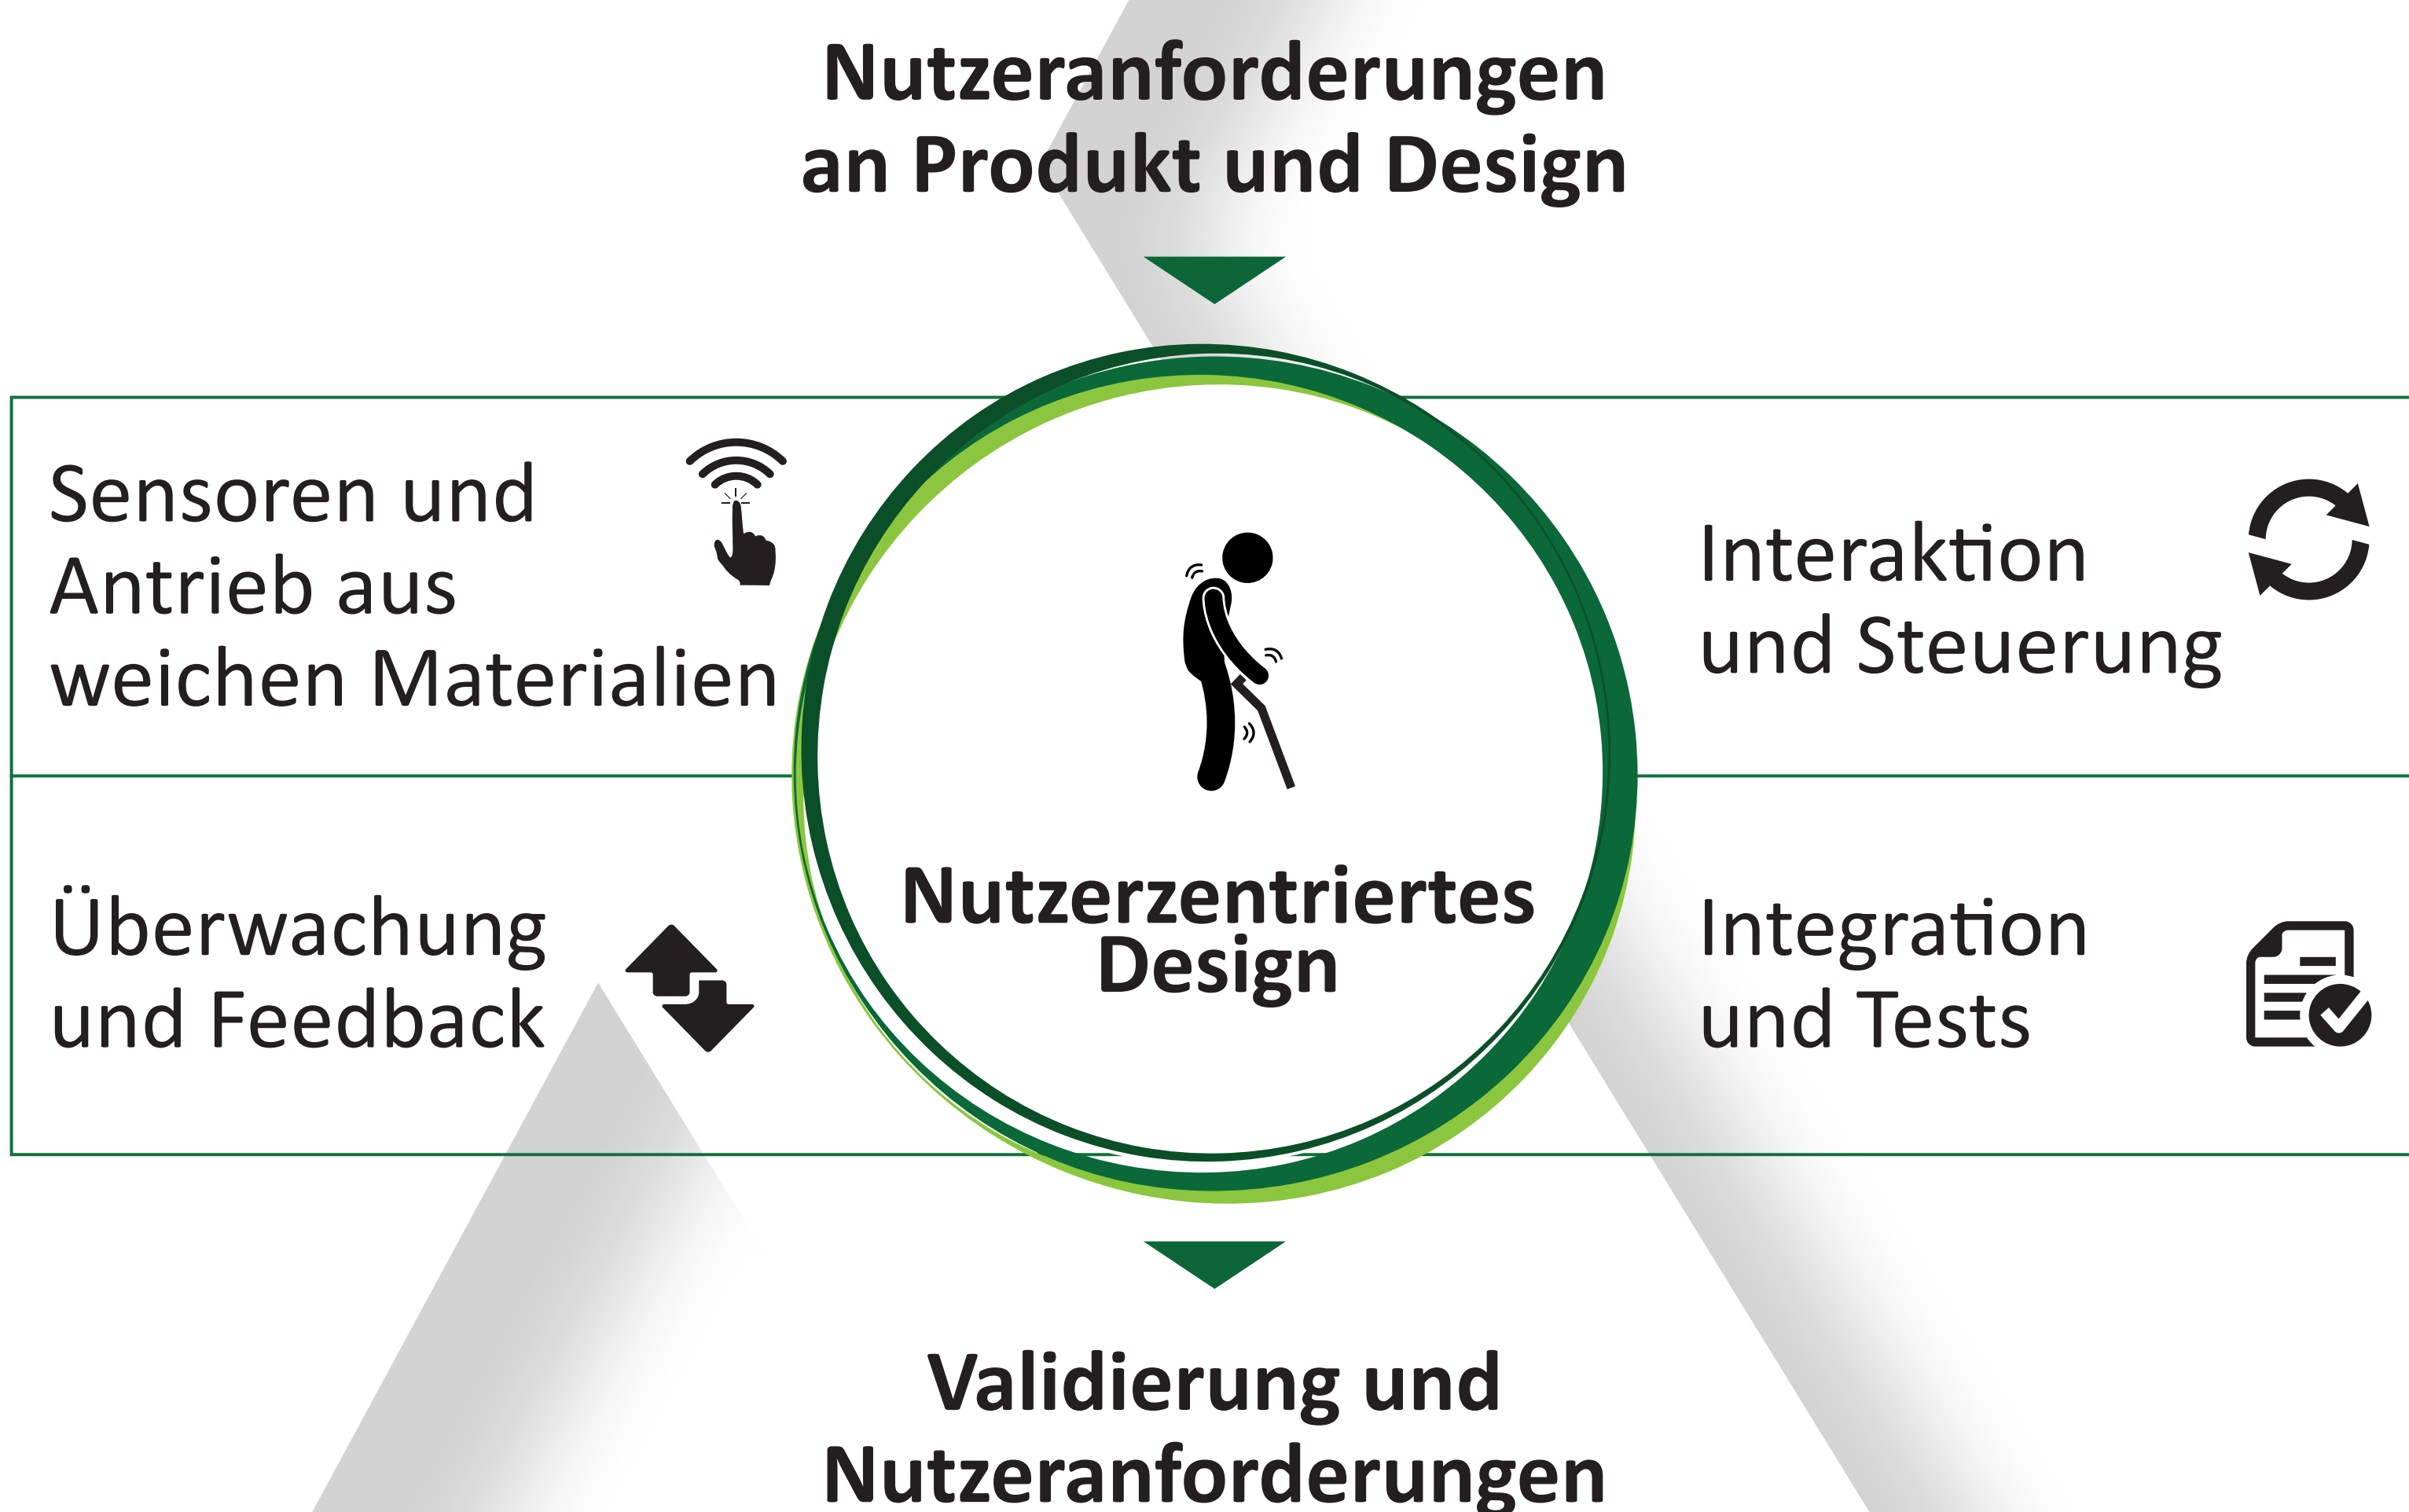 Nutzeranforderungen
an Produkt und Design
Sensoren und
Antrieb aus
weichen Materialien
Interaktion
und Steuerung
Nutzerzentriertes
Design
Überwachung
und Feedback
Integration
und Tests
Validierung und
Nutzeranforderungen